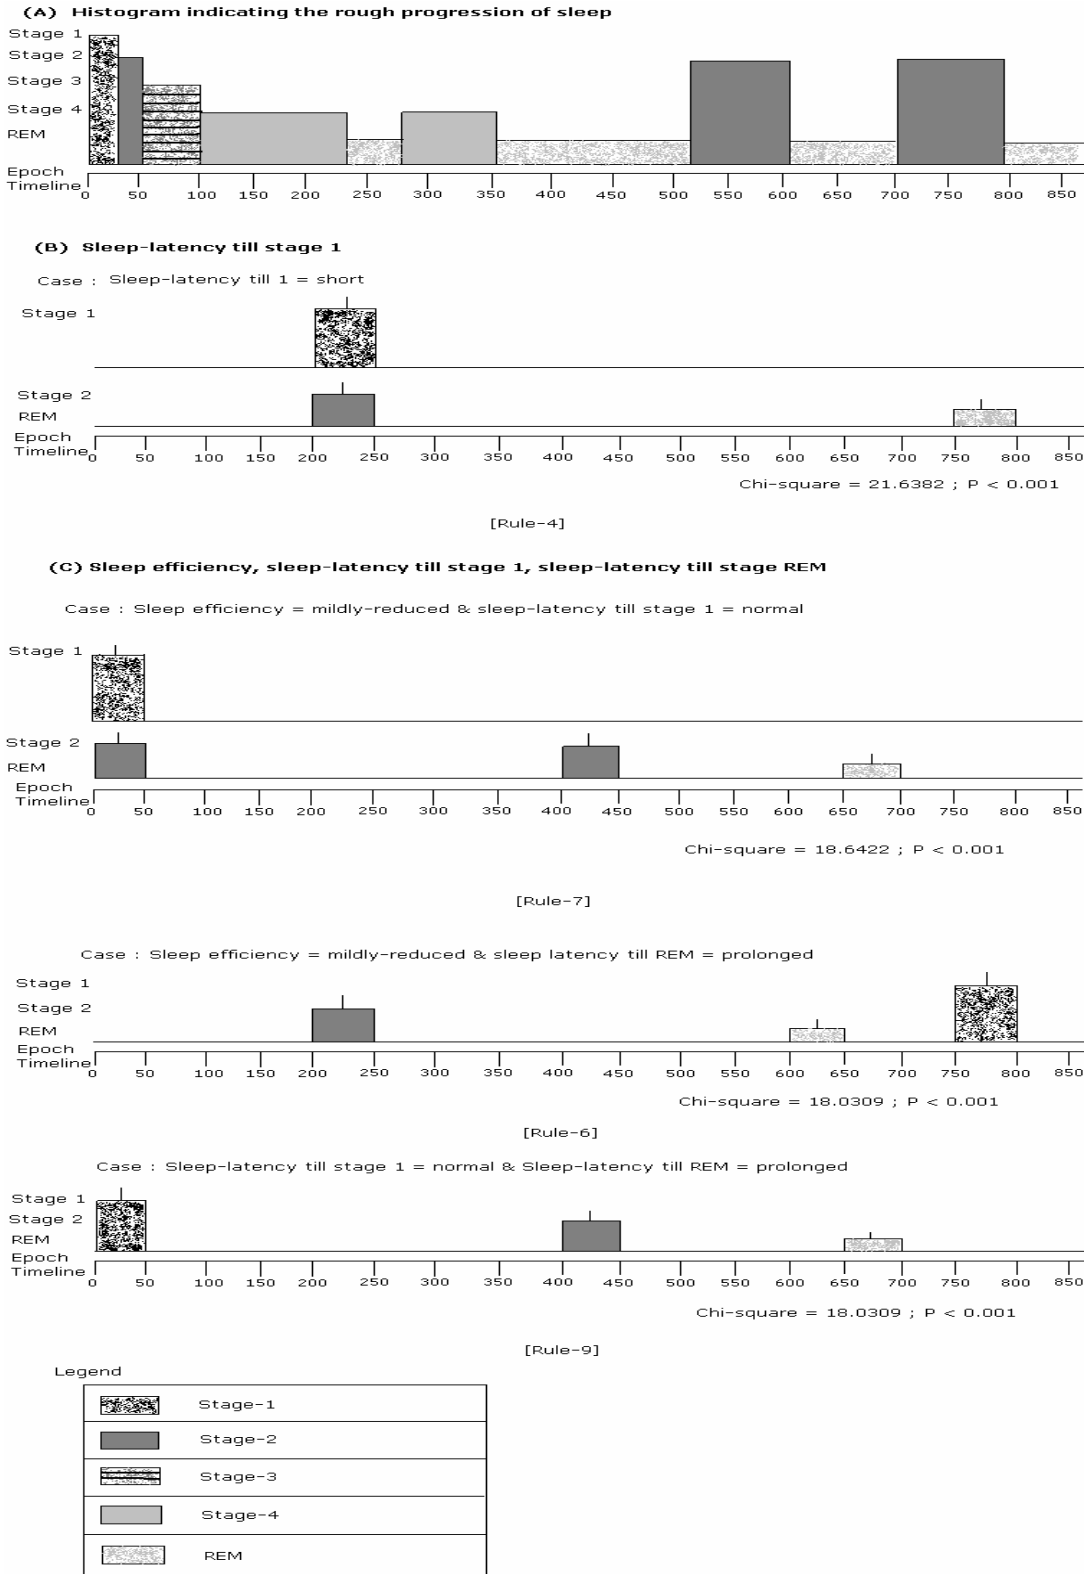 (A) Histogram indicating the rough progression of sleep
Stage 1
Stage 2
Stage 3
Stage 4
REM
Epoch
Timeline
0 50 100 150 200 250 300 350 400 450 500 550 600 650 700 750 800 850
(B) Sleep-latency till stage 1
Case : Sleep-latency till 1 = short
Stage 1
Stage 2
REM
Epoch
Timeline
0 50 100 150 200 250 300 350 400 450 500 550 600 650 700 750 800 850
Chi-square = 21.6382 ; P < 0.001
[Rule-4]
(C) Sleep efficiency, sleep-latency till stage 1, sleep-latency till stage REM
Case : Sleep efficiency = mildly-reduced & sleep-latency till stage 1 = normal
Stage 1
Stage 2
REM
Epoch
Timeline
0 50 100 150 200 250 300 350 400 450 500 550 600 650 700 750 800 850
Chi-square = 18.6422 ; P < 0.001
[Rule-7]
Case : Sleep efficiency = mildly-reduced & sleep latency till REM = prolonged
Stage 1
Stage 2
REM
Epoch
Timeline
0 50 100 150 200 250 300 350 400 450 500 550 600 650 700 750 800 850
Chi-square = 18.0309 ; P < 0.001
[Rule-6]
Case : Sleep-latency till stage 1 = normal & Sleep-latency till REM = prolonged
Stage 1
Stage 2
REM
Epoch
Timeline
0 50 100 150 200 250 300 350 400 450 500 550 600 650 700 750 800 850
Chi-square = 18.0309 ; P < 0.001
[Rule-9]
Legend
Stage-1
Stage-2
Stage-3
Stage-4
REM